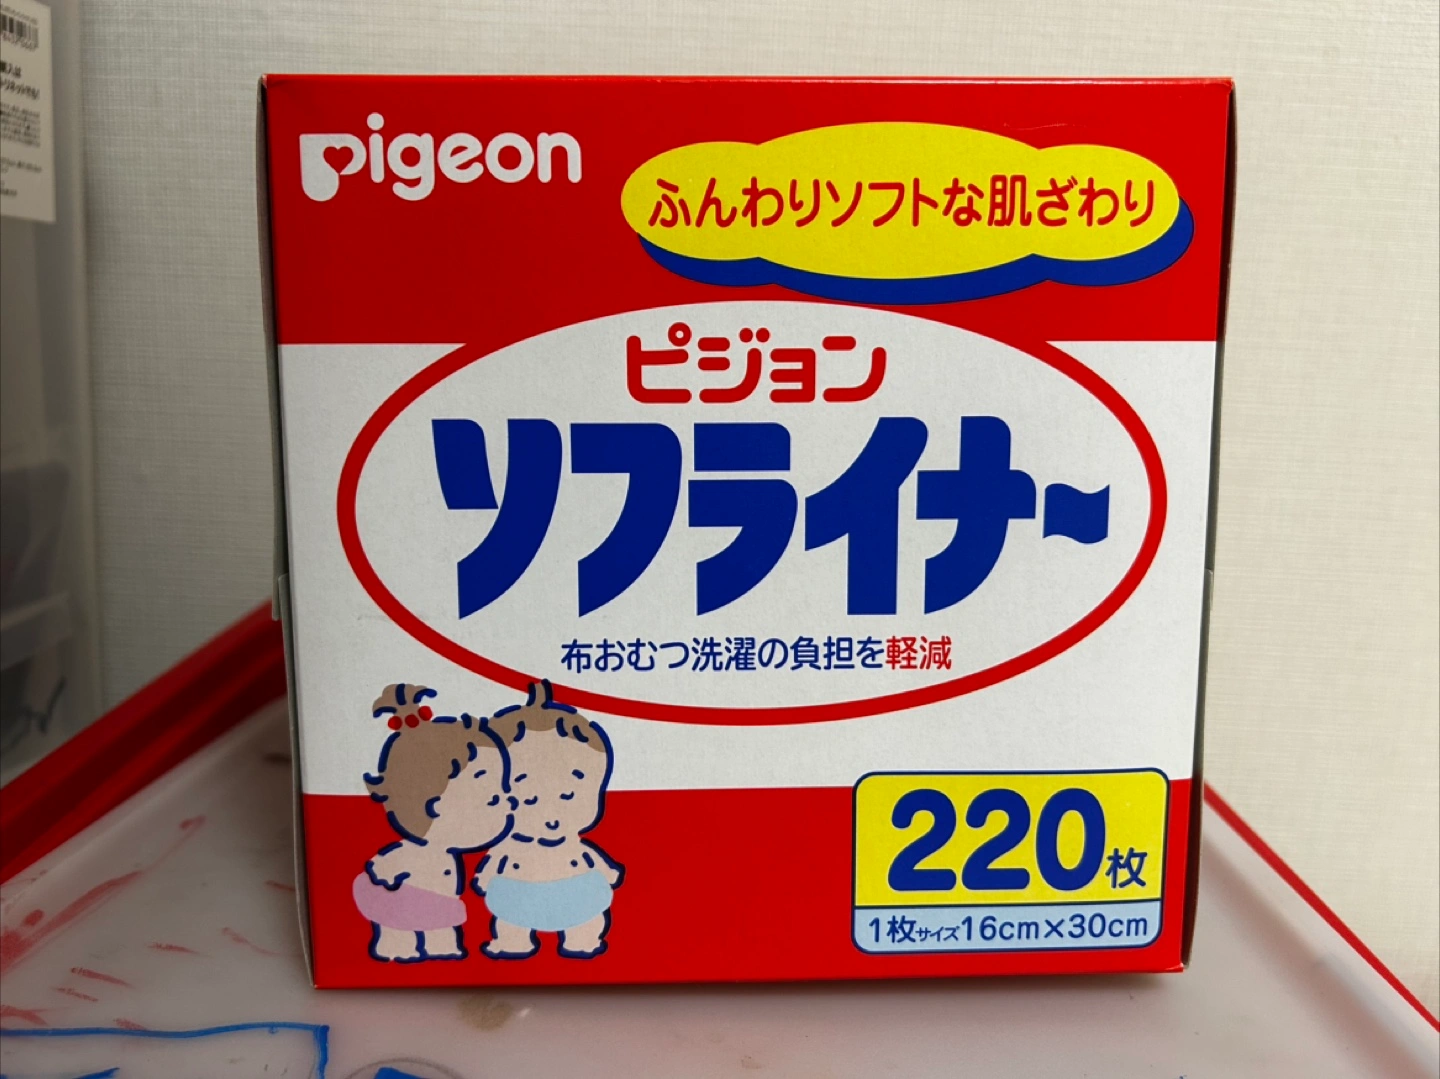 pigeon
ふんわりソフトな肌ざわり
ピジョン
ソフライナー
布おむつ洗濯の負担を軽減
220枚
1枚サイズ16cm×30cm